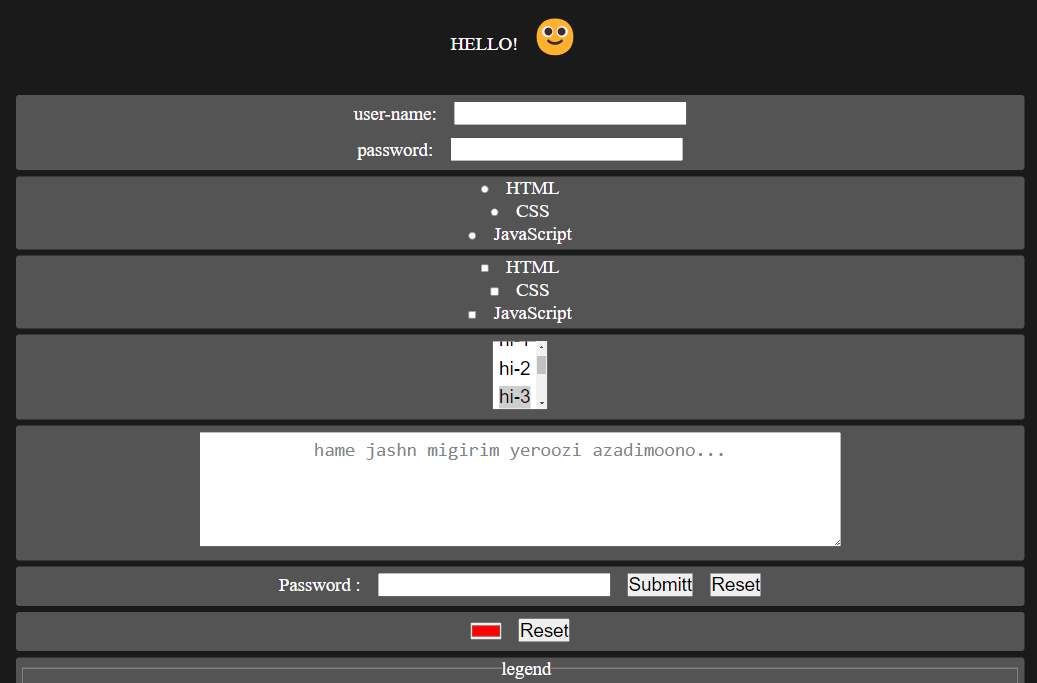 HELLO!
user-name:
password:
HTML
CSS
JavaScript
HTML
CSS
JavaScript
hi-2
hi-3
hame jashn migirim yeroozi azadimoono...
Password : Submitt Reset
Reset
legend